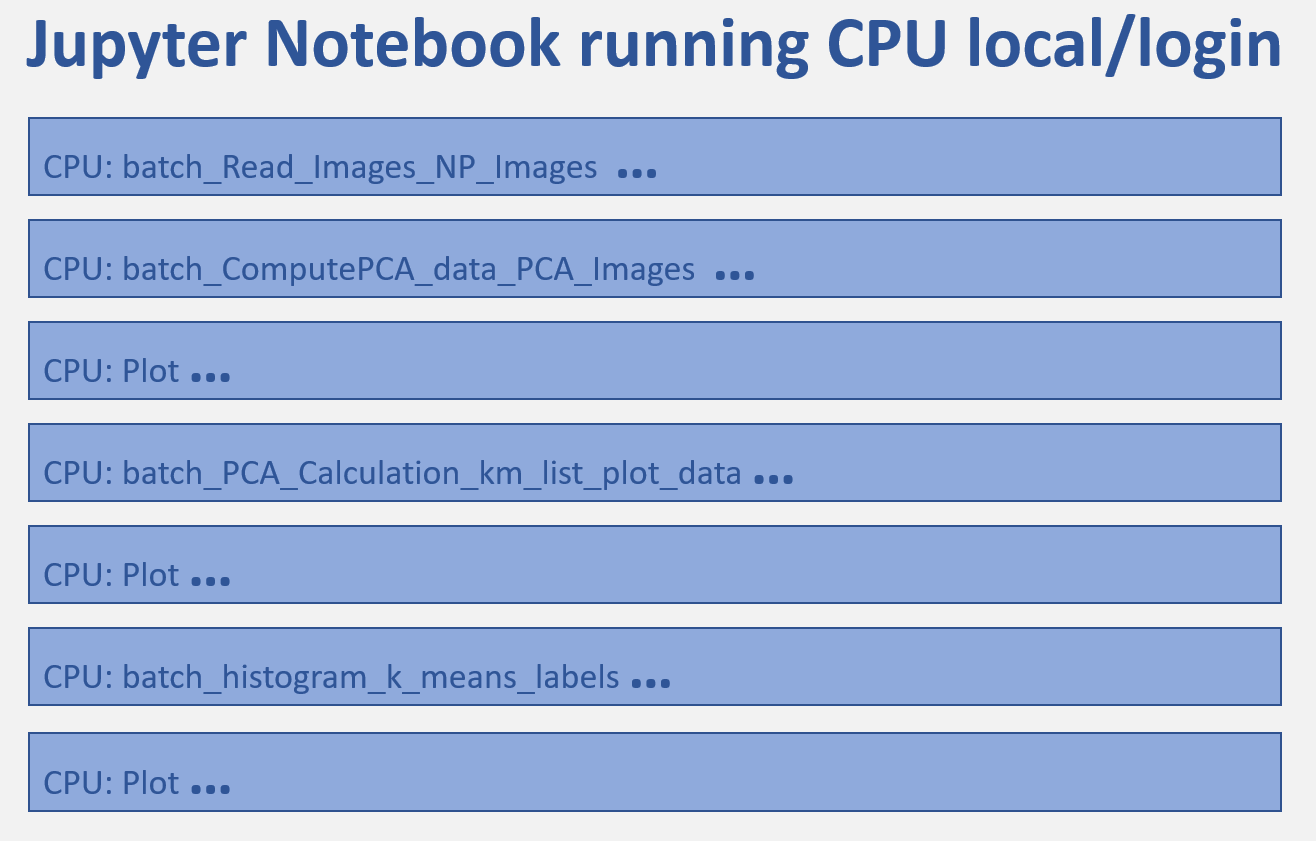 Jupyter Notebook running CPU local/login
CPU: batch_Read_Images_NP_Images ...
CPU: batch_ComputePCA_data_PCA_Images ...
CPU: Plot ...
CPU: batch_PCA_Calculation_km_list_plot_data ...
CPU: Plot ...
CPU: batch_histogram_k_means_labels ...
CPU: Plot ...